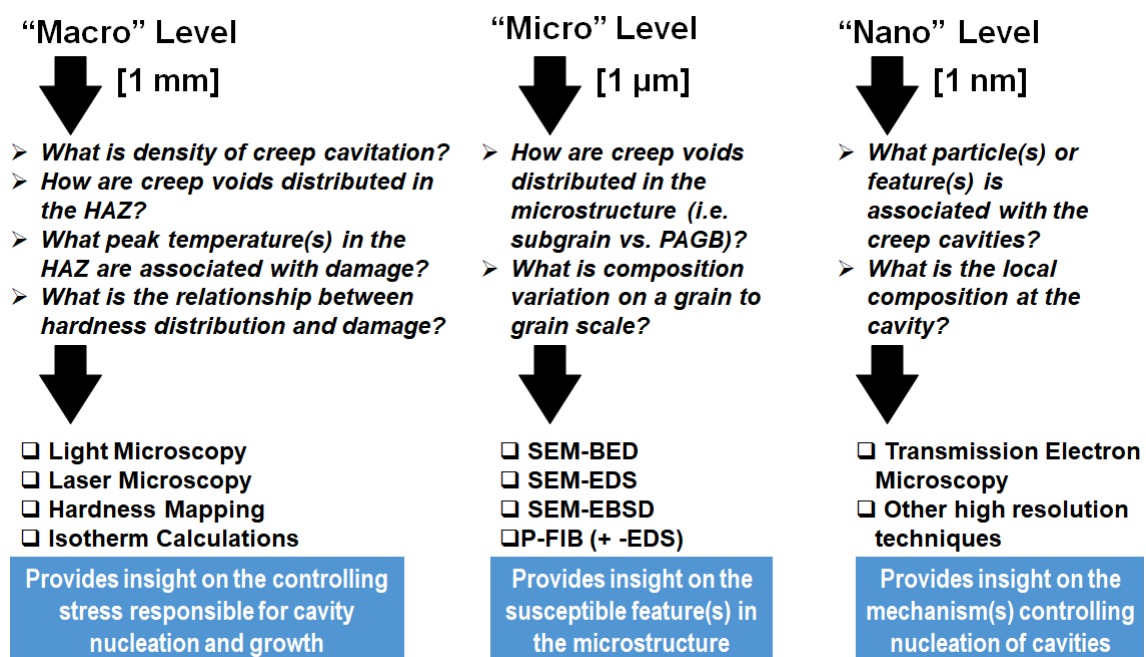 “Macro” Level
[1 mm]
➢ What is density of creep cavitation?
➢ How are creep voids distributed in
the HAZ?
➢ What peak temperature(s) in the
HAZ are associated with damage?
➢ What is the relationship between
hardness distribution and damage?
❑ Light Microscopy
❑ Laser Microscopy
❑ Hardness Mapping
❑ Isotherm Calculations
Provides insight on the controlling
stress responsible for cavity
nucleation and growth
“Micro” Level
[1 µm]
➢ How are creep voids
distributed in the
microstructure (i.e.
subgrain vs. PAGB)?
➢ What is composition
variation on a grain to
grain scale?
❑ SEM-BED
❑ SEM-EDS
❑ SEM-EBSD
❑P-FIB (+ -EDS)
Provides insight on the
susceptible feature(s) in
the microstructure
“Nano” Level
[1 nm]
➢ What particle(s) or
feature(s) is
associated with the
creep cavities?
➢ What is the local
composition at the
cavity?
❑ Transmission Electron
Microscopy
❑ Other high resolution
techniques
Provides insight on the
mechanism(s) controlling
nucleation of cavities